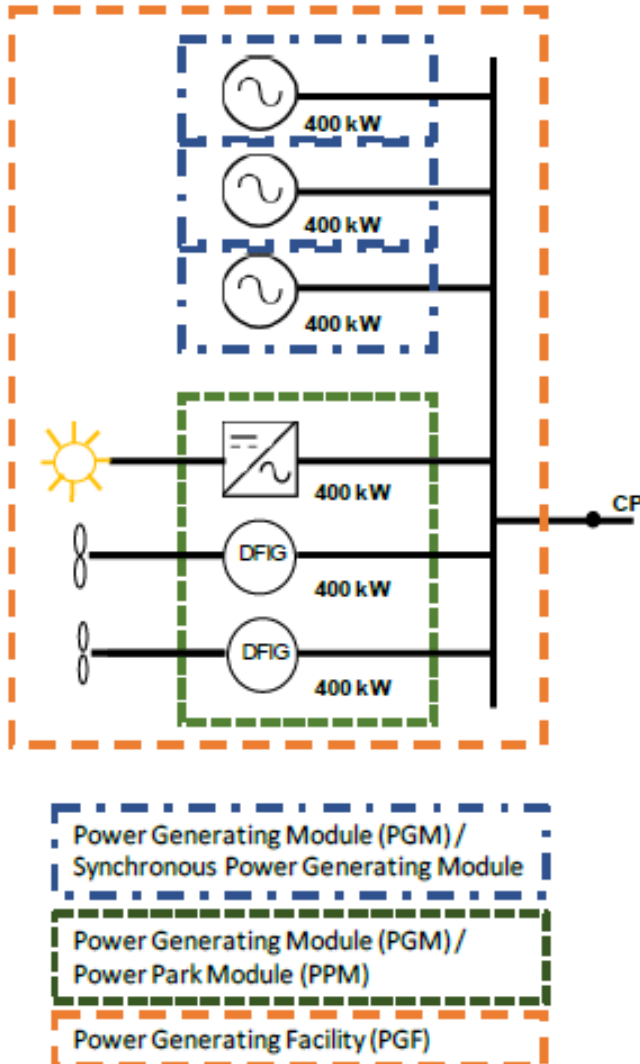 400 kW
400 kW
400 kW
400 kW
CP
DFIG
400 kW
DFIG
400 kW
Power Generating Module (PGM) /
Synchronous Power Generating Module
Power Generating Module (PGM) /
Power Park Module (PPM)
Power Generating Facility (PGF)